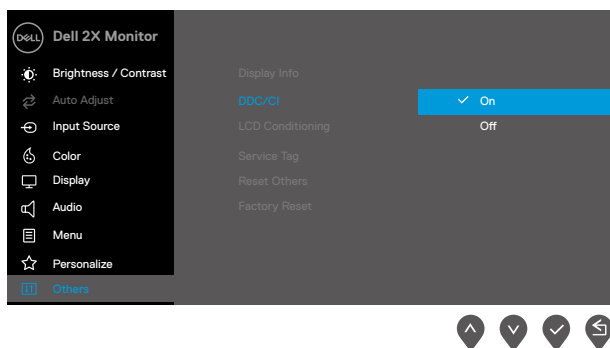 DELL Dell 2X Monitor
Brightness / Contrast
Auto Adjust
Input Source
Color
Display
Audio
Menu
Personalize
Others
Display Info
DDC/CI
LCD Conditioning
Service Tag
Reset Others
Factory Reset
On
Off